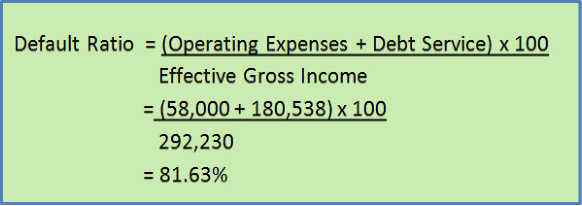 Default Ratio = (Operating Expenses + Debt Service) x 100
Effective Gross Income
= (58,000 + 180,538) x 100
292,230
= 81.63%